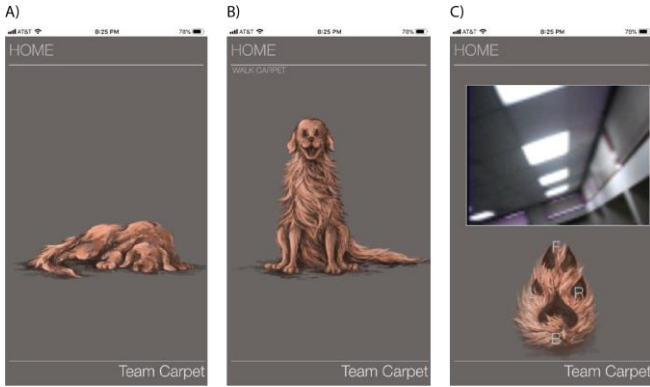 A)
AT&T 8:25 PM 78%
HOME
Team Carpet
B)
AT&T 8:25 PM 78%
HOME
WALK CARPET
Team Carpet
C)
AT&T 8:25 PM 78%
HOME
F
L R
B
Team Carpet